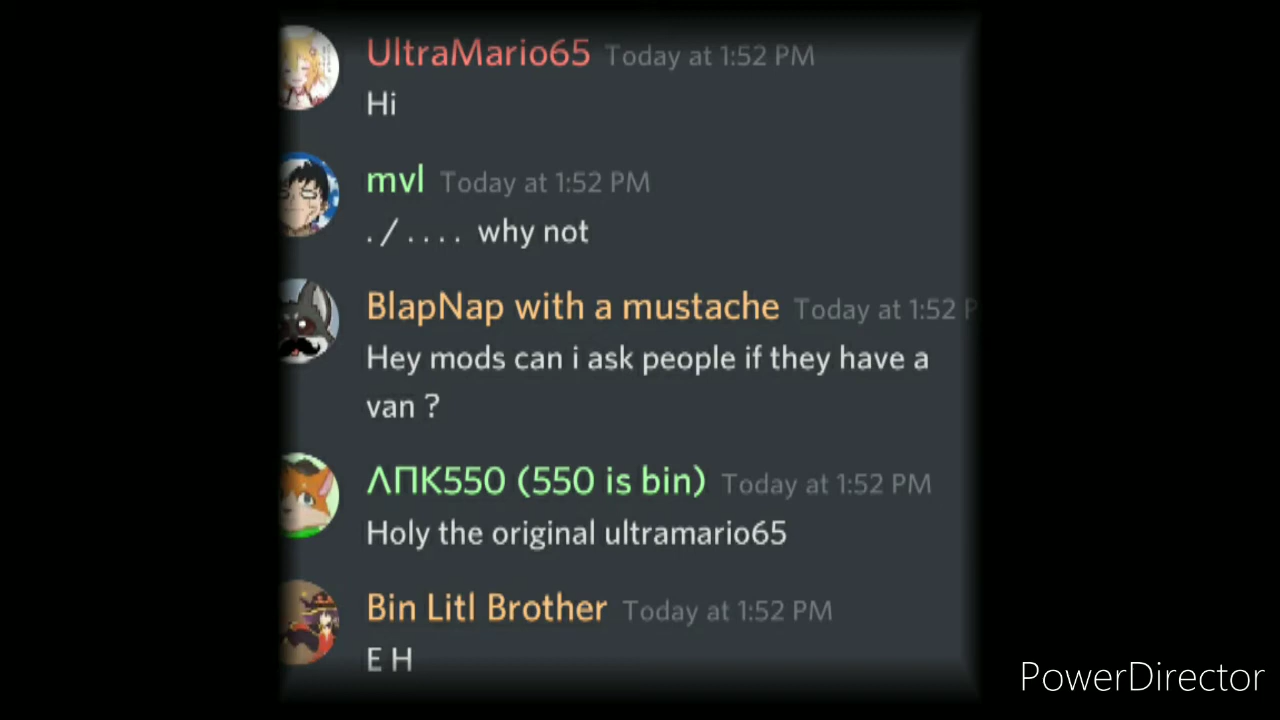 UltraMario65 Today at 1:52 PM
Hi
mvl Today at 1:52 PM
. / . . . . why not
BlapNap with a mustache Today at 1:52 P
Hey mods can i ask people if they have a
van ?
ΛПK550 (550 is bin) Today at 1:52 PM
Holy the original ultramario65
Bin Litl Brother Today at 1:52 PM
E H
PowerDirector